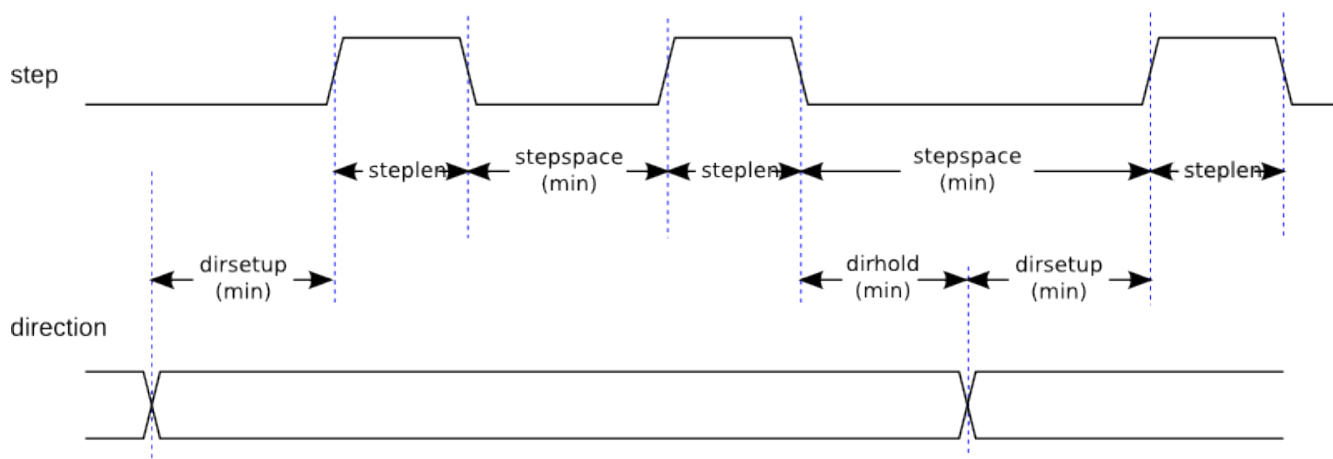 step
steplen
stepspace
(min)
steplen
stepspace
(min)
steplen
dirsetup
(min)
dirhold
(min)
dirsetup
(min)
direction